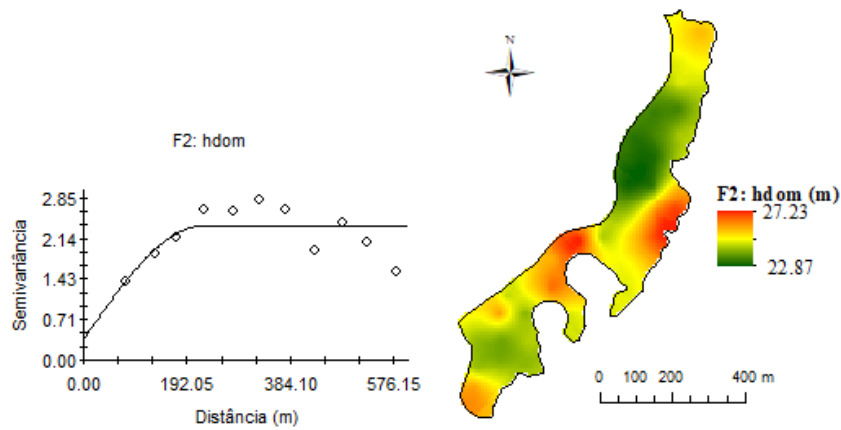 F2: hdom
Semivariância
2.85
2.14
1.43
0.71
0.00
0.00 192.05 384.10 576.15
Distância (m)
N
F2: hdom (m)
27.23
22.87
0 100 200 400 m